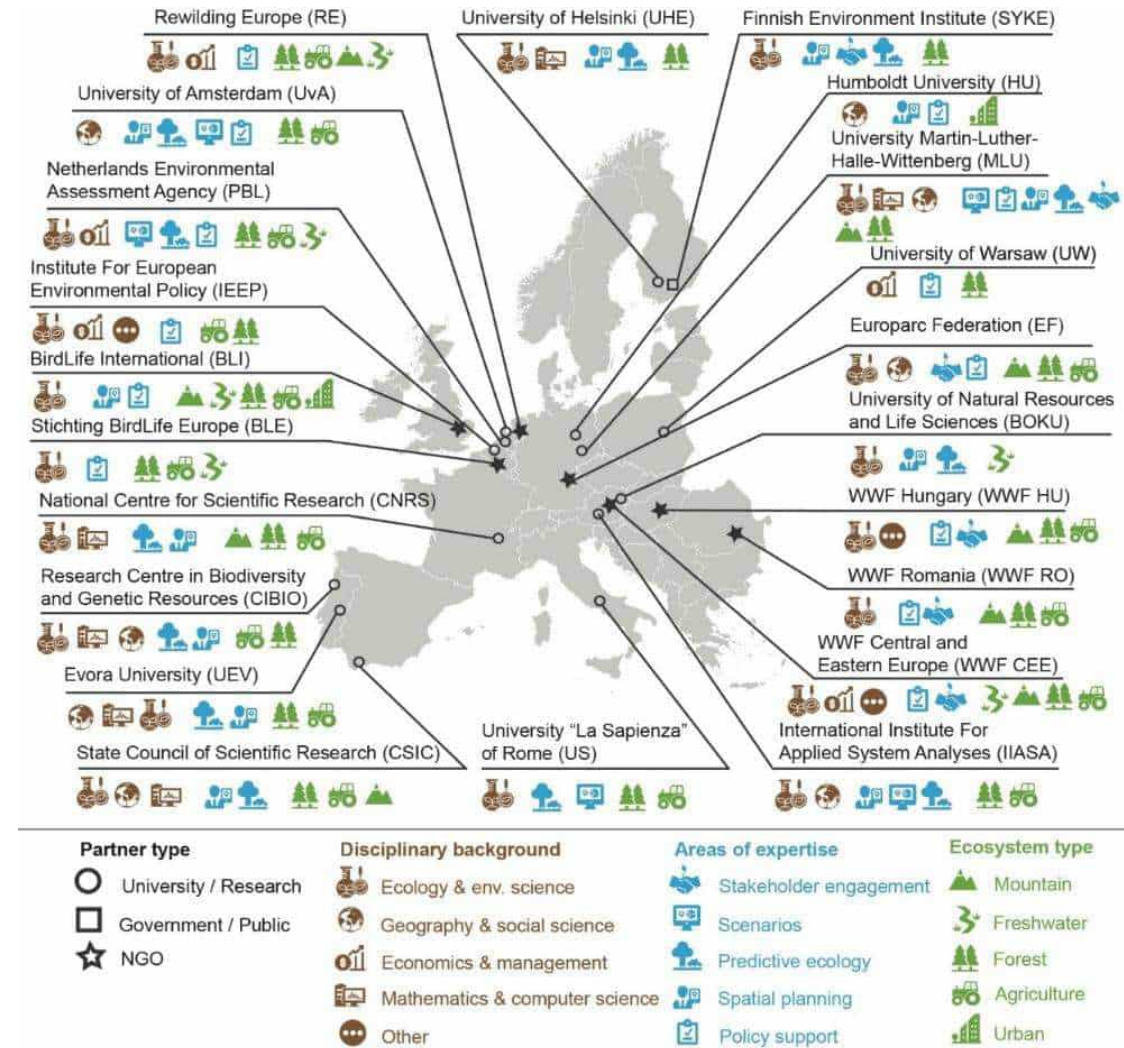 Rewilding Europe (RE)
University of Helsinki (UHE)
Finnish Environment Institute (SYKE)
University of Amsterdam (UvA)
Humboldt University (HU)
University Martin-Luther-
Halle-Wittenberg (MLU)
Netherlands Environmental
Assessment Agency (PBL)
University of Warsaw (UW)
Institute For European
Environmental Policy (IEEP)
Europarc Federation (EF)
BirdLife International (BLI)
University of Natural Resources
and Life Sciences (BOKU)
Stichting BirdLife Europe (BLE)
WWF Hungary (WWF HU)
National Centre for Scientific Research (CNRS)
WWF Romania (WWF RO)
Research Centre in Biodiversity
and Genetic Resources (CIBIO)
WWF Central and
Eastern Europe (WWF CEE)
Evora University (UEV)
University “La Sapienza”
of Rome (US)
International Institute For
Applied System Analyses (IIASA)
State Council of Scientific Research (CSIC)
Partner type
University / Research
Government / Public
NGO
Disciplinary background
Ecology & env. science
Geography & social science
Economics & management
Mathematics & computer science
Other
Areas of expertise
Stakeholder engagement
Scenarios
Predictive ecology
Spatial planning
Policy support
Ecosystem type
Mountain
Freshwater
Forest
Agriculture
Urban